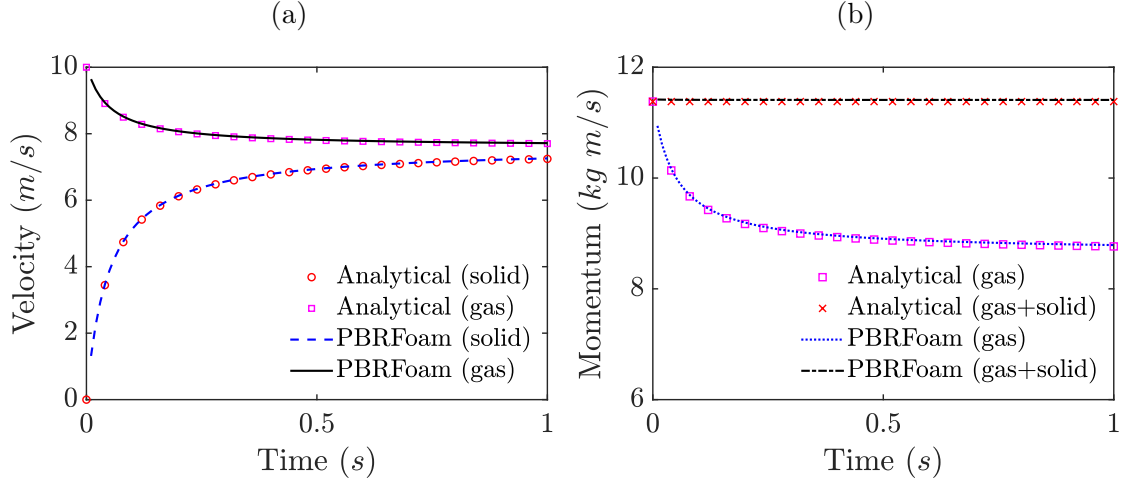 (a)
10
8
6
4
2
0
0
0.5
1
Velocity (m/s)
Time (s)
Analytical (solid)
Analytical (gas)
PBRFoam (solid)
PBRFoam (gas)
(b)
12
10
8
6
0
0.5
1
Momentum (kg m/s)
Time (s)
Analytical (gas)
Analytical (gas+solid)
PBRFoam (gas)
PBRFoam (gas+solid)